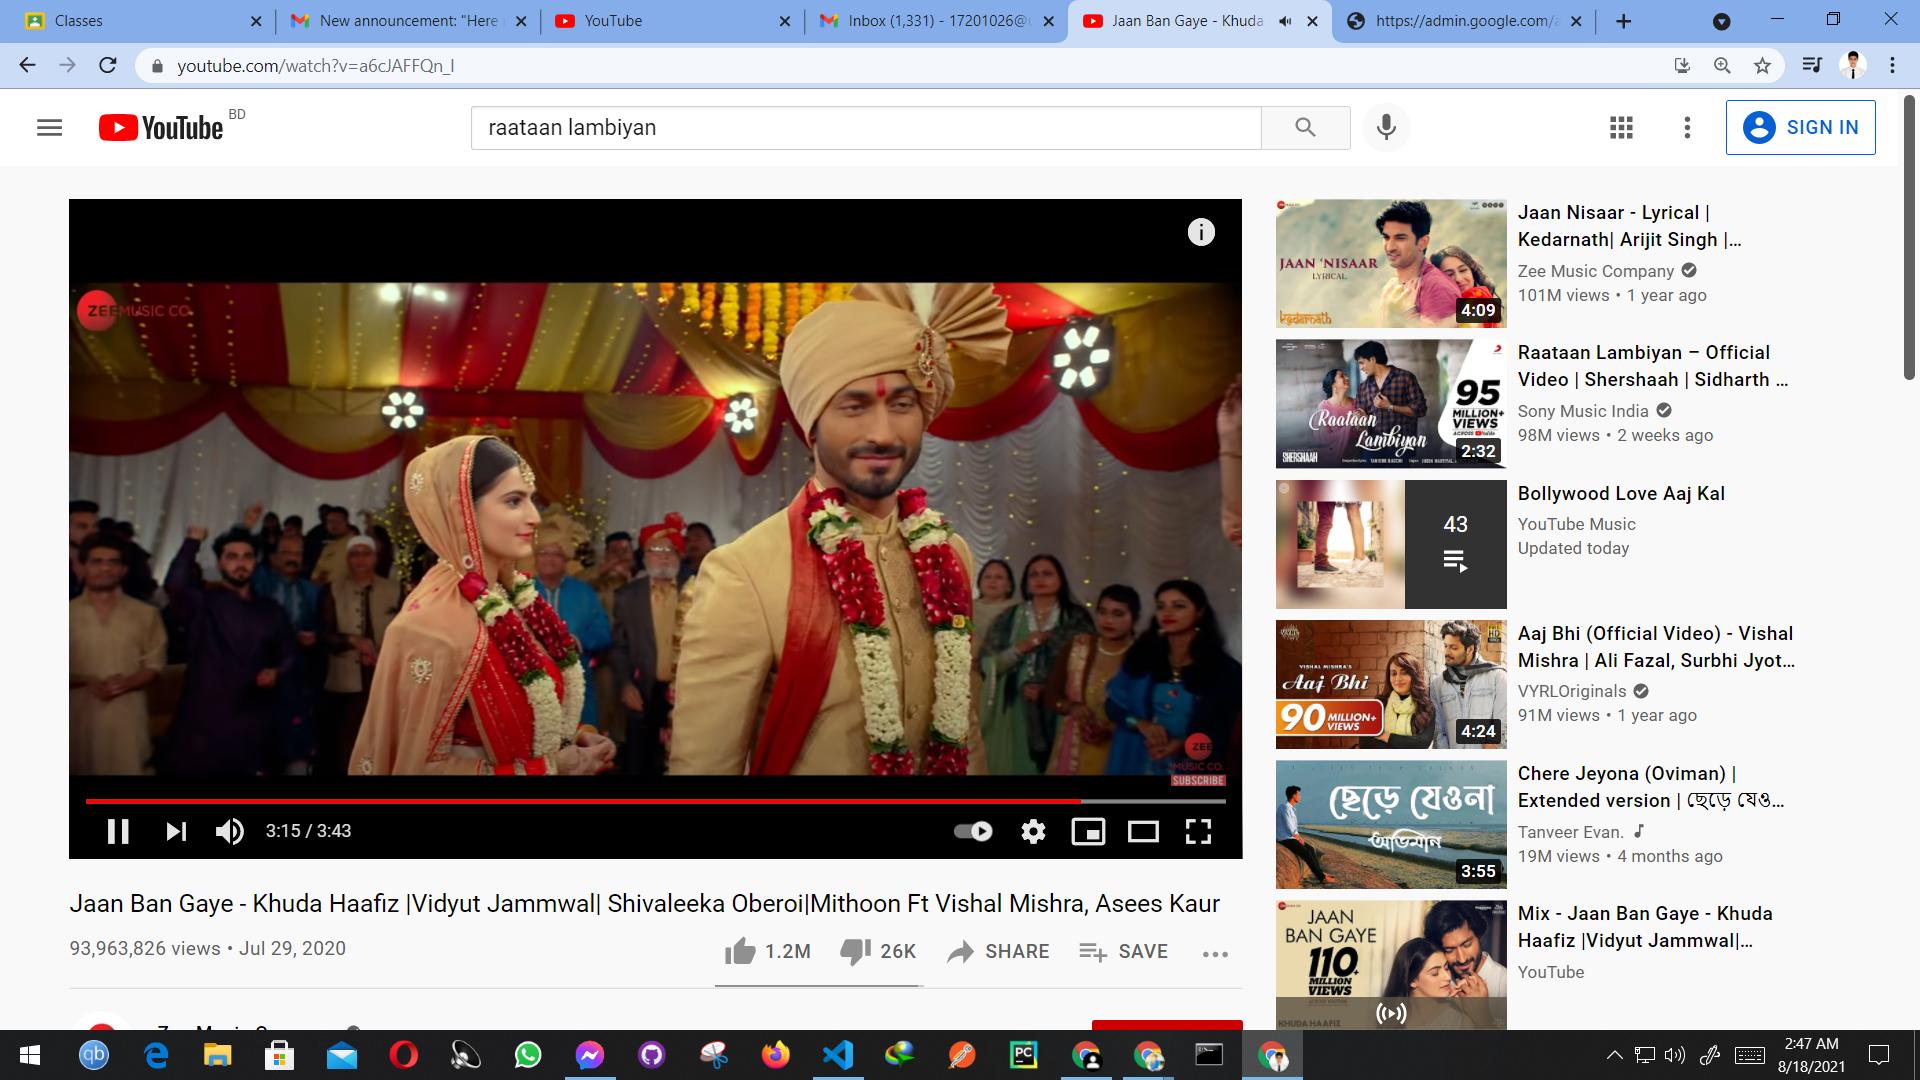 Classes
New announcement: "Here
YouTube
Inbox (1,331) - 17201026@
Jaan Ban Gaye - Khuda
https://admin.google.com/
youtube.com/watch?v=a6cJAFFQn_I
YouTube BD
raataan lambiyan
SIGN IN
ZEE MUSIC CO.
ZEE
MUSIC CO.
SUBSCRIBE
3:15 / 3:43
Jaan Ban Gaye - Khuda Haafiz |Vidyut Jammwal| Shivaleeka Oberoi|Mithoon Ft Vishal Mishra, Asees Kaur
93,963,826 views • Jul 29, 2020
1.2M
26K
SHARE
SAVE
JAAN 'NISAAR
LYRICAL
kedarnath
4:09
Jaan Nisaar - Lyrical |
Kedarnath| Arijit Singh |...
Zee Music Company
101M views • 1 year ago
95
MILLION+
VIEWS
Raataan
Lambiyan
SHERSHAAH
2:32
Raataan Lambiyan – Official
Video | Shershaah | Sidharth ...
Sony Music India
98M views • 2 weeks ago
43
Bollywood Love Aaj Kal
YouTube Music
Updated today
VISHAL MISHRA'S
Aaj Bhi
90 MILLION+
VIEWS
4:24
Aaj Bhi (Official Video) - Vishal
Mishra | Ali Fazal, Surbhi Jyot...
VYRLOriginals
91M views • 1 year ago
ছেড়ে যেওনা
অভিমান
3:55
Chere Jeyona (Oviman) |
Extended version | ছেড়ে যেও...
Tanveer Evan.
19M views • 4 months ago
JAAN
BAN GAYE
110+
MILLION
VIEWS
KHUDA HAAFIZ
Mix - Jaan Ban Gaye - Khuda
Haafiz |Vidyut Jammwal|...
YouTube
qb
PC
2:47 AM
8/18/2021